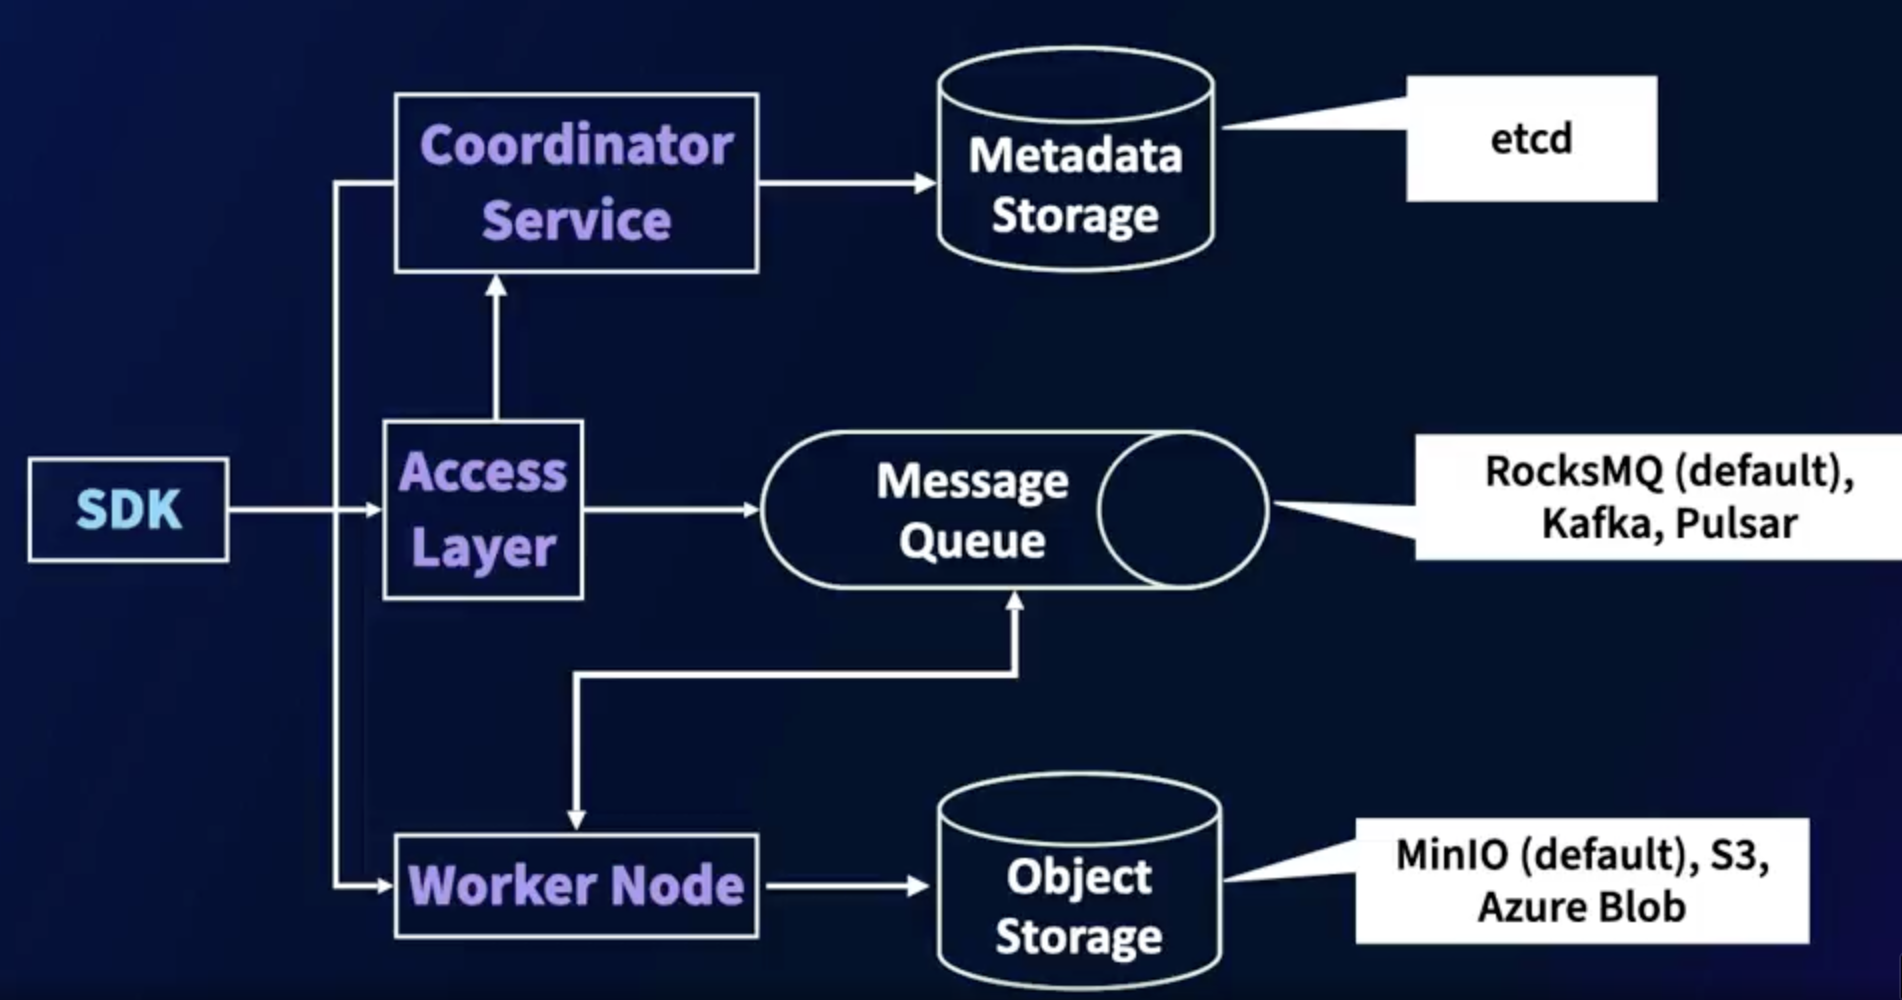 Coordinator
Service
Metadata
Storage
etcd
SDK
Access
Layer
Message
Queue
RocksMQ (default),
Kafka, Pulsar
Worker Node
Object
Storage
MinIO (default), S3,
Azure Blob